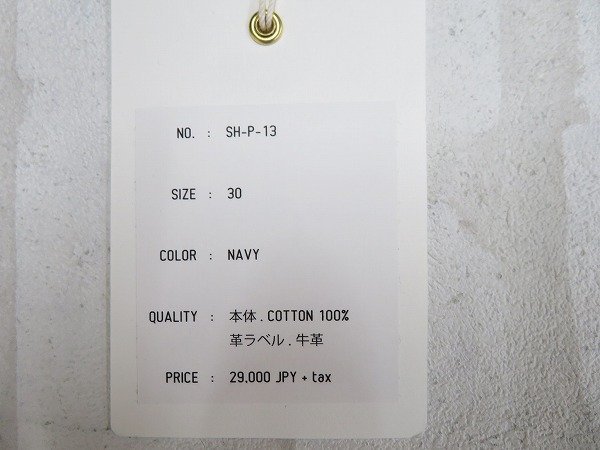 NO. : SH-P-13
SIZE : 30
COLOR : NAVY
QUALITY : 本体 . COTTON 100%
革ラベル . 牛革
PRICE : 29.000 JPY + tax